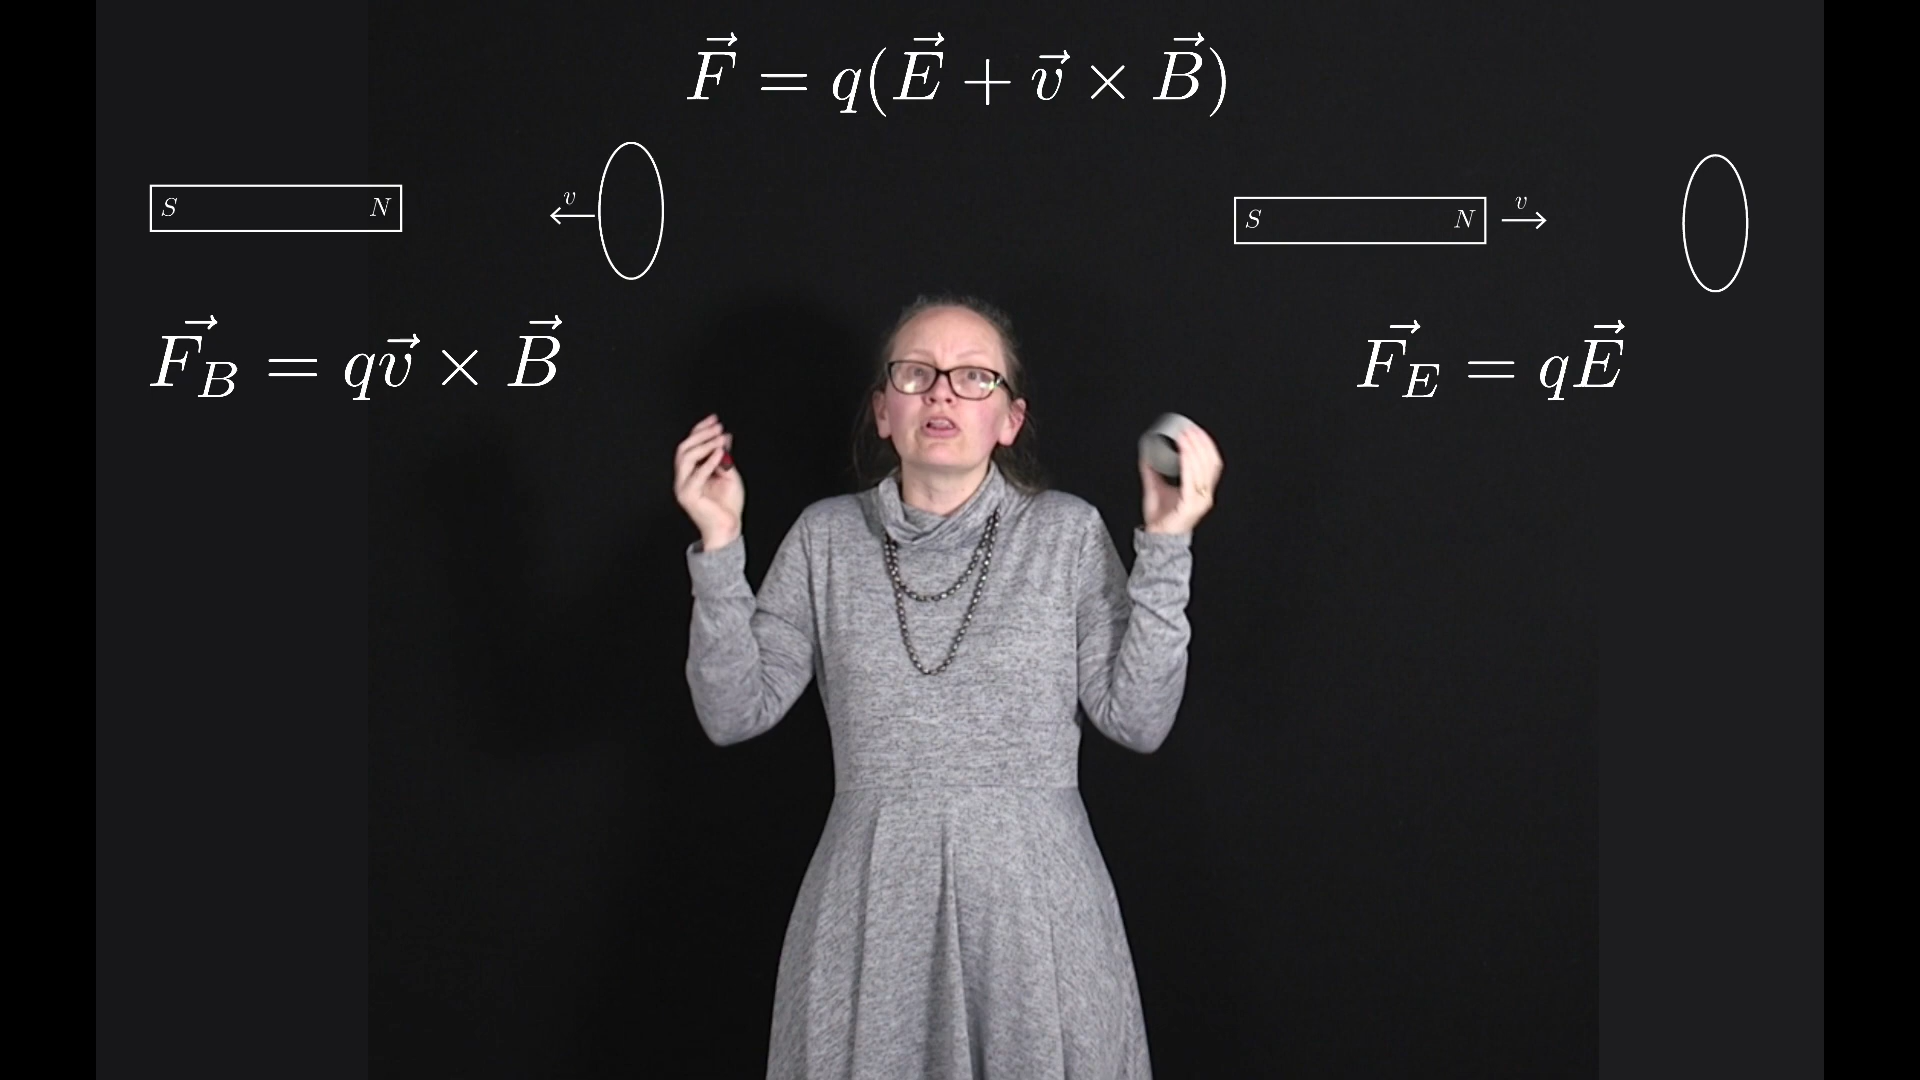 F⃗ = q(E⃗ + v⃗ × B⃗)
S N v
S N v
F⃗_B = qv⃗ × B⃗
F⃗_E = qE⃗